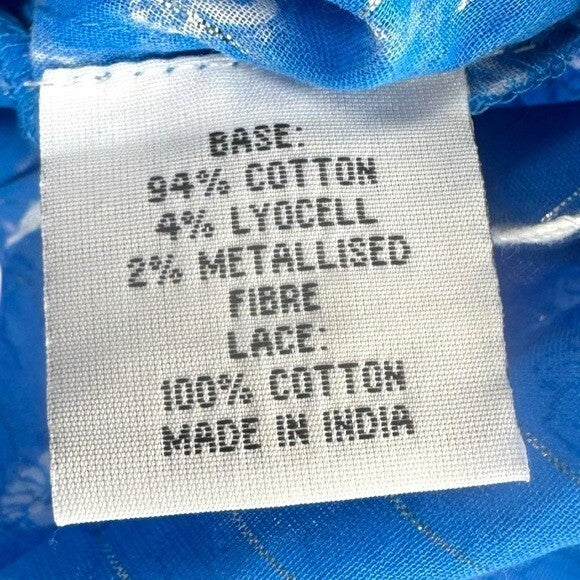 BASE:
94% COTTON
4% LYOCELL
2% METALLISED
FIBRE
LACE:
100% COTTON
MADE IN INDIA